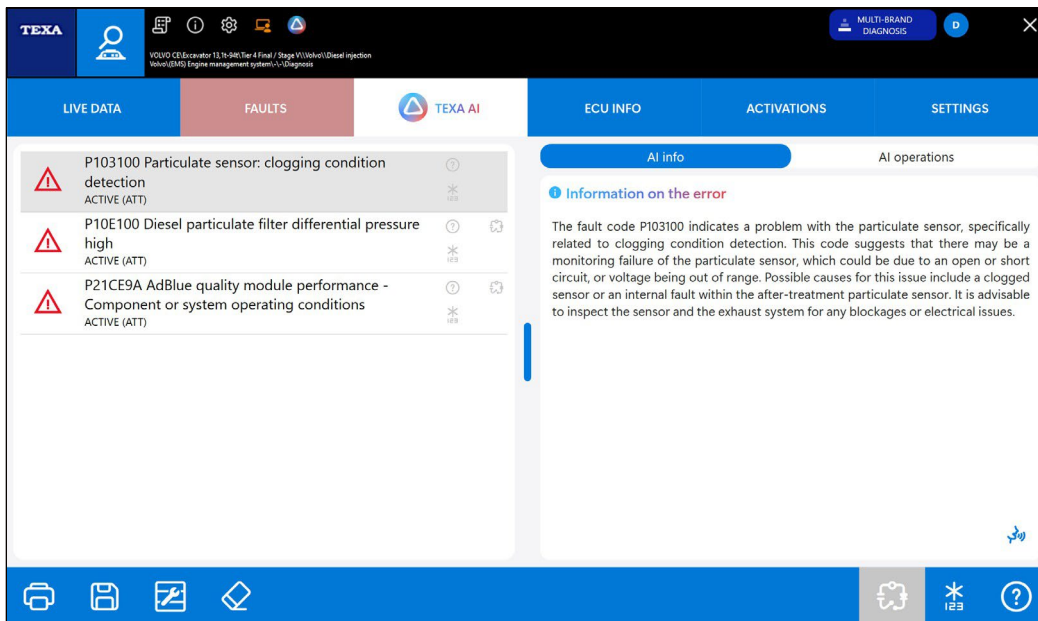 TEXA
MULTI-BRAND
DIAGNOSIS
D
VOLVO CE\Excavator 13,1t-94t\Tier 4 Final / Stage V\\Volvo\\Diesel injection
Volvo\(EMS) Engine management system\-\-\Diagnosis
LIVE DATA
FAULTS
TEXA AI
ECU INFO
ACTIVATIONS
SETTINGS
P103100 Particulate sensor: clogging condition
detection
ACTIVE (ATT)
P10E100 Diesel particulate filter differential pressure
high
ACTIVE (ATT)
P21CE9A AdBlue quality module performance -
Component or system operating conditions
ACTIVE (ATT)
AI info
AI operations
Information on the error
The fault code P103100 indicates a problem with the particulate sensor, specifically
related to clogging condition detection. This code suggests that there may be a
monitoring failure of the particulate sensor, which could be due to an open or short
circuit, or voltage being out of range. Possible causes for this issue include a clogged
sensor or an internal fault within the after-treatment particulate sensor. It is advisable
to inspect the sensor and the exhaust system for any blockages or electrical issues.
123